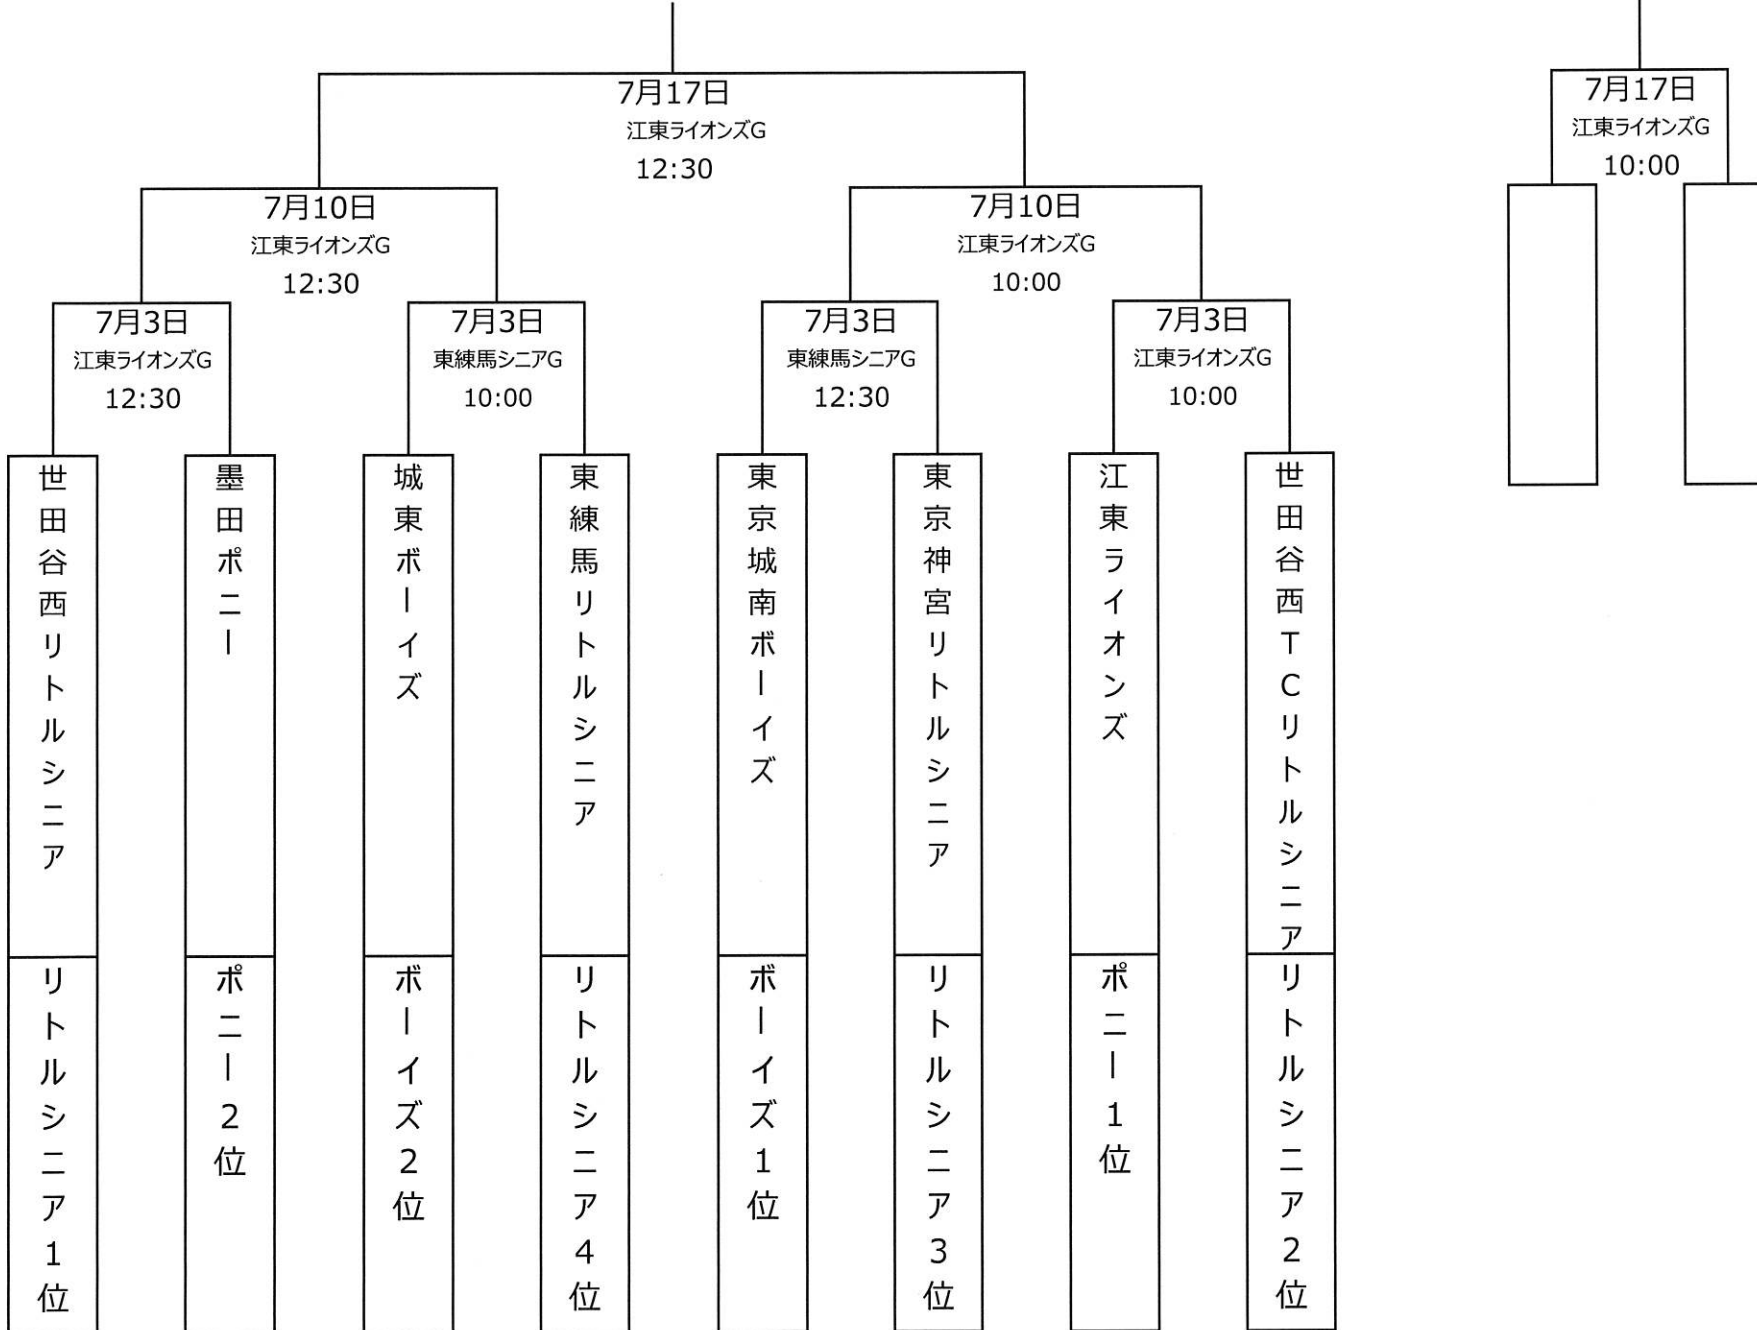 7月17日
江東ライオンズG
12:30
7月17日
江東ライオンズG
10:00
7月10日
江東ライオンズG
12:30
7月10日
江東ライオンズG
10:00
7月3日
江東ライオンズG
12:30
7月3日
東練馬シニアG
10:00
7月3日
東練馬シニアG
12:30
7月3日
江東ライオンズG
10:00
世田谷西リトルシニア
墨田ポニー
城東ボーイズ
東練馬リトルシニア
東京城南ボーイズ
東京神宮リトルシニア
江東ライオンズ
世田谷西TCリトルシニア
リトルシニア1位
ポニー2位
ボーイズ2位
リトルシニア4位
ボーイズ1位
リトルシニア3位
ポニー1位
リトルシニア2位